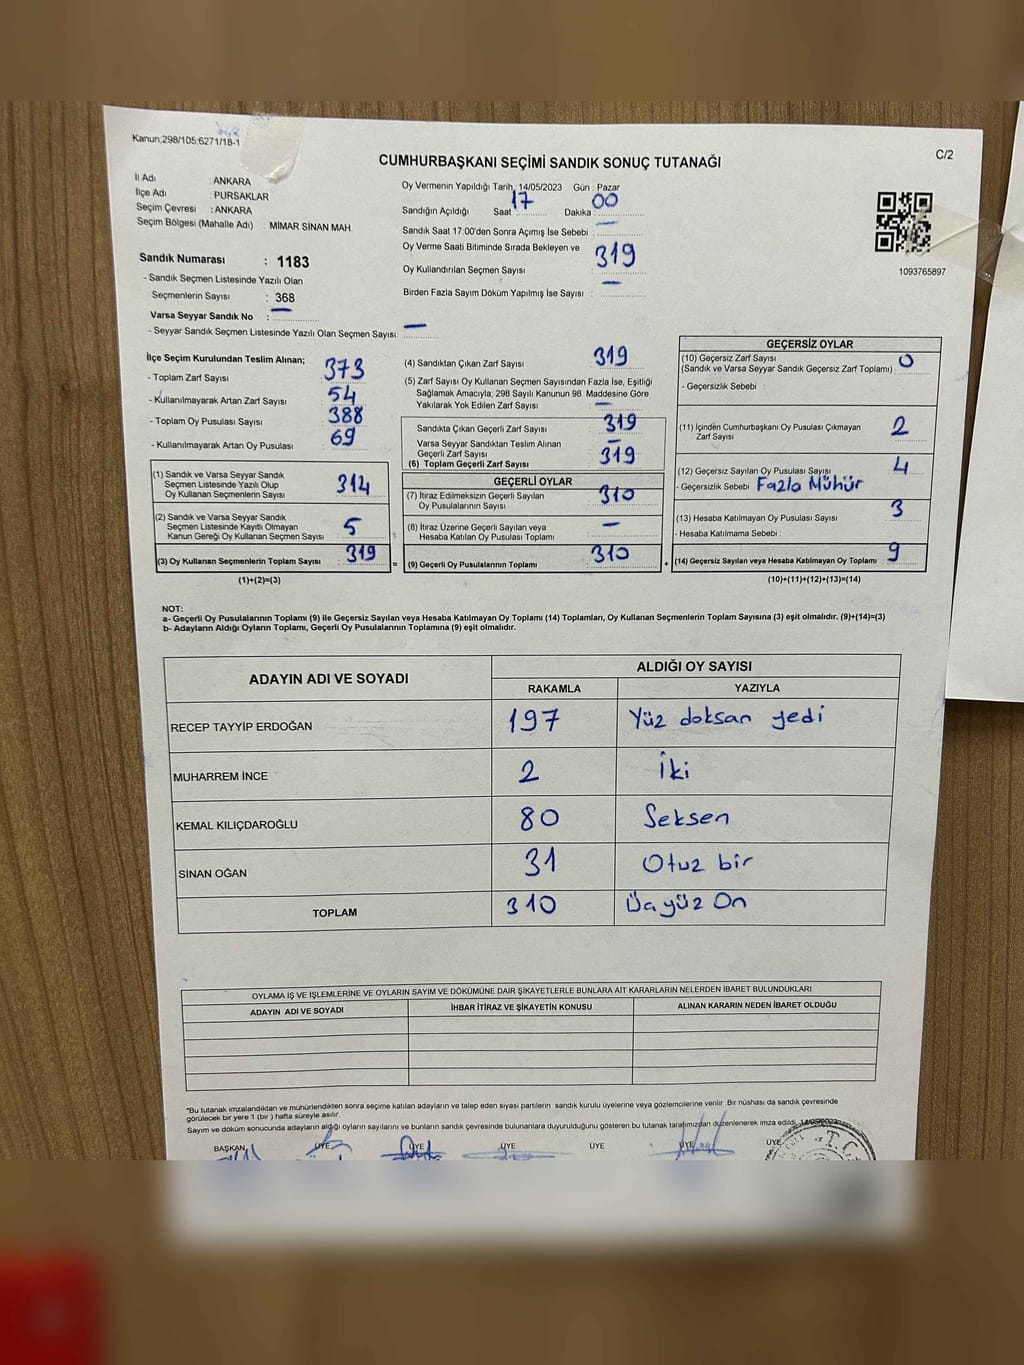 Kanun;298/105;6271/18-1
C/2
CUMHURBAŞKANI SEÇİMİ SANDIK SONUÇ TUTANAĞI
İl Adı : ANKARA
İlçe Adı : PURSAKLAR
Seçim Çevresi : ANKARA
Seçim Bölgesi (Mahalle Adı) : MİMAR SİNAN MAH.
Sandık Numarası : 1183
- Sandık Seçmen Listesinde Yazılı Olan
Seçmenlerin Sayısı : 368
Varsa Seyyar Sandık No : —
- Seyyar Sandık Seçmen Listesinde Yazılı Olan Seçmen Sayısı: —
Oy Vermenin Yapıldığı Tarih: 14/05/2023 Gün : Pazar
Sandığın Açıldığı Saat : 17 Dakika : 00
Sandık Saat 17:00'den Sonra Açımış İse Sebebi : —
Oy Verme Saati Bitiminde Sırada Bekleyen ve
Oy Kullandırılan Seçmen Sayısı : 319
Birden Fazla Sayım Döküm Yapılmış İse Sayısı : —
1093765897
İlçe Seçim Kurulundan Teslim Alınan;
- Toplam Zarf Sayısı : 373
- Kullanılmayarak Artan Zarf Sayısı : 54
- Toplam Oy Pusulası Sayısı : 388
- Kullanılmayarak Artan Oy Pusulası : 69
(1) Sandık ve Varsa Seyyar Sandık
Seçmen Listesinde Yazılı Olup
Oy Kullanan Seçmenlerin Sayısı : 314
(2) Sandık ve Varsa Seyyar Sandık
Seçmen Listesinde Kayıtlı Olmayan
Kanun Gereği Oy Kullanan Seçmen Sayısı : 5
(3) Oy Kullanan Seçmenlerin Toplam Sayısı : 319
(1)+(2)=(3)
(4) Sandıktan Çıkan Zarf Sayısı : 319
(5) Zarf Sayısı Oy Kullanan Seçmen Sayısından Fazla İse, Eşitliği
Sağlamak Amacıyla, 298 Sayılı Kanunun 98. Maddesine Göre
Yakılarak Yok Edilen Zarf Sayısı : —
Sandıkta Çıkan Geçerli Zarf Sayısı : 319
Varsa Seyyar Sandıktan Teslim Alınan
Geçerli Zarf Sayısı : —
(6) Toplam Geçerli Zarf Sayısı : 319
GEÇERLİ OYLAR
(7) İtiraz Edilmeksizin Geçerli Sayılan
Oy Pusulalarının Sayısı : 310
(8) İtiraz Üzerine Geçerli Sayılan veya
Hesaba Katılan Oy Pusulası Toplamı : —
= (9) Geçerli Oy Pusulalarının Toplamı : 310
GEÇERSİZ OYLAR
(10) Geçersiz Zarf Sayısı
(Sandık ve Varsa Seyyar Sandık Geçersiz Zarf Toplamı) : 0
- Geçersizlik Sebebi :
(11) İçinden Cumhurbaşkanı Oy Pusulası Çıkmayan
Zarf Sayısı : 2
(12) Geçersiz Sayılan Oy Pusulası Sayısı : 4
- Geçersizlik Sebebi : Fazla Mühür
(13) Hesaba Katılmayan Oy Pusulası Sayısı : 3
- Hesaba Katılmama Sebebi :
+ (14) Geçersiz Sayılan veya Hesaba Katılmayan Oy Toplamı : 9
(10)+(11)+(12)+(13)=(14)
NOT:
a- Geçerli Oy Pusulalarının Toplamı (9) ile Geçersiz Sayılan veya Hesaba Katılmayan Oy Toplamı (14) Toplamları, Oy Kullanan Seçmenlerin Toplam Sayısına (3) eşit olmalıdır. (9)+(14)=(3)
b- Adayların Aldığı Oyların Toplamı, Geçerli Oy Pusulalarının Toplamına (9) eşit olmalıdır.
ADAYIN ADI VE SOYADI
ALDIĞI OY SAYISI
RAKAMLA YAZIYLA
RECEP TAYYİP ERDOĞAN 197 Yüz doksan yedi
MUHARREM İNCE 2 İki
KEMAL KILIÇDAROĞLU 80 Seksen
SİNAN OĞAN 31 Otuz bir
TOPLAM 310 Üçyüz On
OYLAMA İŞ VE İŞLEMLERİNE VE OYLARIN SAYIM VE DÖKÜMÜNE DAİR ŞİKAYETLERLE BUNLARA AİT KARARLARIN NELERDEN İBARET BULUNDUKLARI
ADAYIN ADI VE SOYADI İHBAR İTİRAZ VE ŞİKAYETİN KONUSU ALINAN KARARIN NEDEN İBARET OLDUĞU
*Bu tutanak imzalandıktan ve mühürlendikten sonra seçime katılan adayların ve talep eden siyasi partilerin sandık kurulu üyelerine veya gözlemcilerine verilir. Bir nüshası da sandık çevresinde
görülecek bir yere 1 (bir) hafta süreyle asılır.
Sayım ve döküm sonucunda adayların aldığı oyların sayılarını ve bunların sandık çevresinde bulunanlara duyurulduğunu gösteren bu tutanak tarafımızdan düzenlenerek imza edildi.
BAŞKAN ÜYE ÜYE ÜYE ÜYE ÜYE ÜYE
T.C.